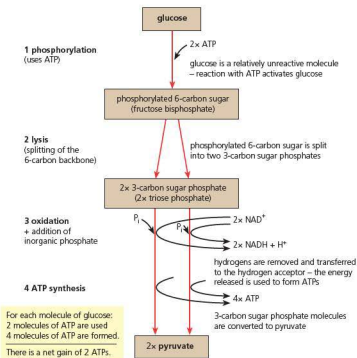 glucose
1 phosphorylation
(uses ATP)
2× ATP
glucose is a relatively unreactive molecule
– reaction with ATP activates glucose
phosphorylated 6-carbon sugar
(fructose bisphosphate)
2 lysis
(splitting of the
6-carbon backbone)
phosphorylated 6-carbon sugar is split
into two 3-carbon sugar phosphates
2× 3-carbon sugar phosphate
(2× triose phosphate)
3 oxidation
+ addition of
inorganic phosphate
Pi
Pi
2× NAD+
2× NADH + H+
hydrogens are removed and transferred
to the hydrogen acceptor – the energy
released is used to form ATPs
4 ATP synthesis
4× ATP
3-carbon sugar phosphate molecules
are converted to pyruvate
For each molecule of glucose:
2 molecules of ATP are used
4 molecules of ATP are formed.
There is a net gain of 2 ATPs.
2× pyruvate